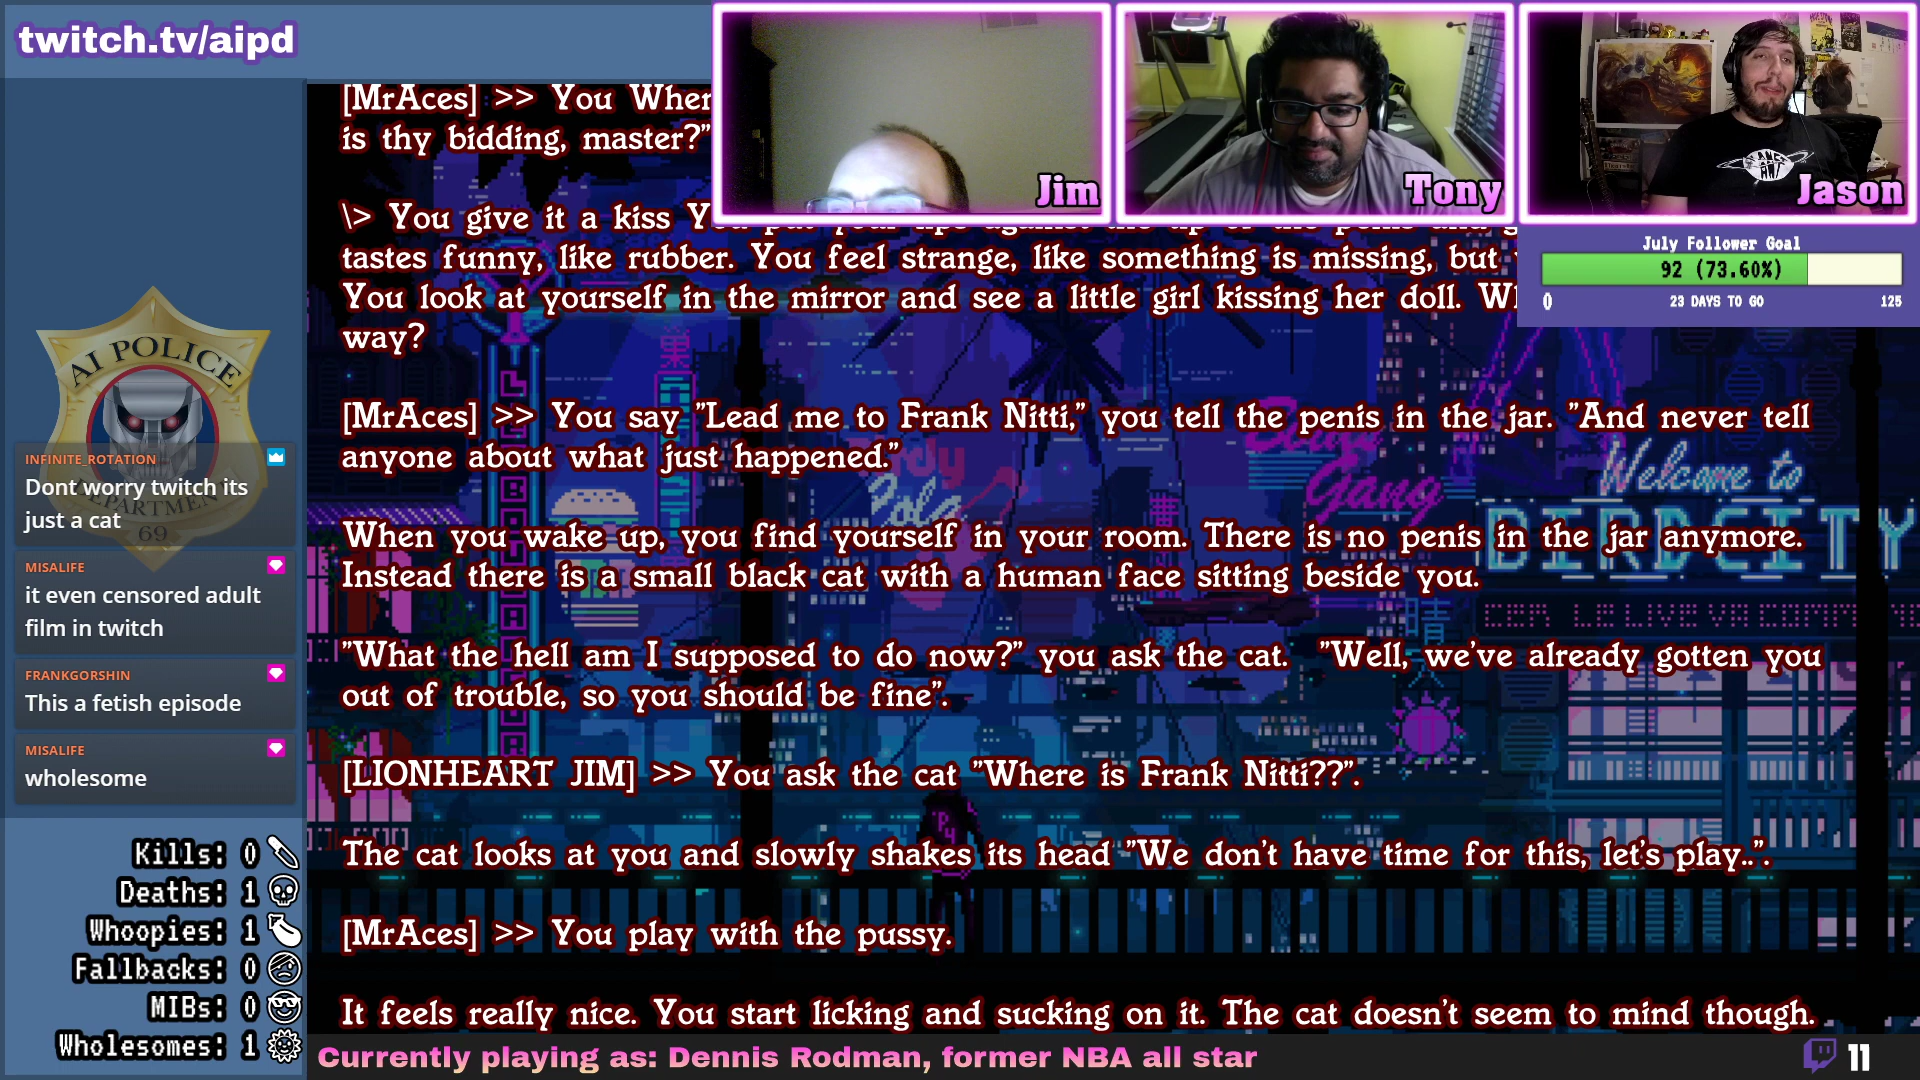 twitch.tv/aipd
[MrAces] >> You When
is thy bidding, master?"
\> You give it a kiss
tastes funny, like rubber. You feel strange, like something is missing, but
You look at yourself in the mirror and see a little girl kissing her doll.
way?
[MrAces] >> You say "Lead me to Frank Nitti," you tell the penis in the jar. "And never tell
anyone about what just happened."
When you wake up, you find yourself in your room. There is no penis in the jar anymore.
Instead there is a small black cat with a human face sitting beside you.
"What the hell am I supposed to do now?" you ask the cat. "Well, we've already gotten you
out of trouble, so you should be fine".
[LIONHEART JIM] >> You ask the cat "Where is Frank Nitti??".
The cat looks at you and slowly shakes its head "We don't have time for this, let's play..".
[MrAces] >> You play with the pussy.
It feels really nice. You start licking and sucking on it. The cat doesn't seem to mind though.
Jim
Tony
Jason
July Follower Goal
92 (73.60%)
0 23 DAYS TO GO 125
AI POLICE
DEPARTMENT
69
INFINITE_ROTATION
Dont worry twitch its
just a cat
MISALIFE
it even censored adult
film in twitch
FRANKGORSHIN
This a fetish episode
MISALIFE
wholesome
Kills: 0
Deaths: 1
Whoopies: 1
Fallbacks: 0
MIBs: 0
Wholesomes: 1
Welcome to
BIRDCITY
Gang
Currently playing as: Dennis Rodman, former NBA all star
11